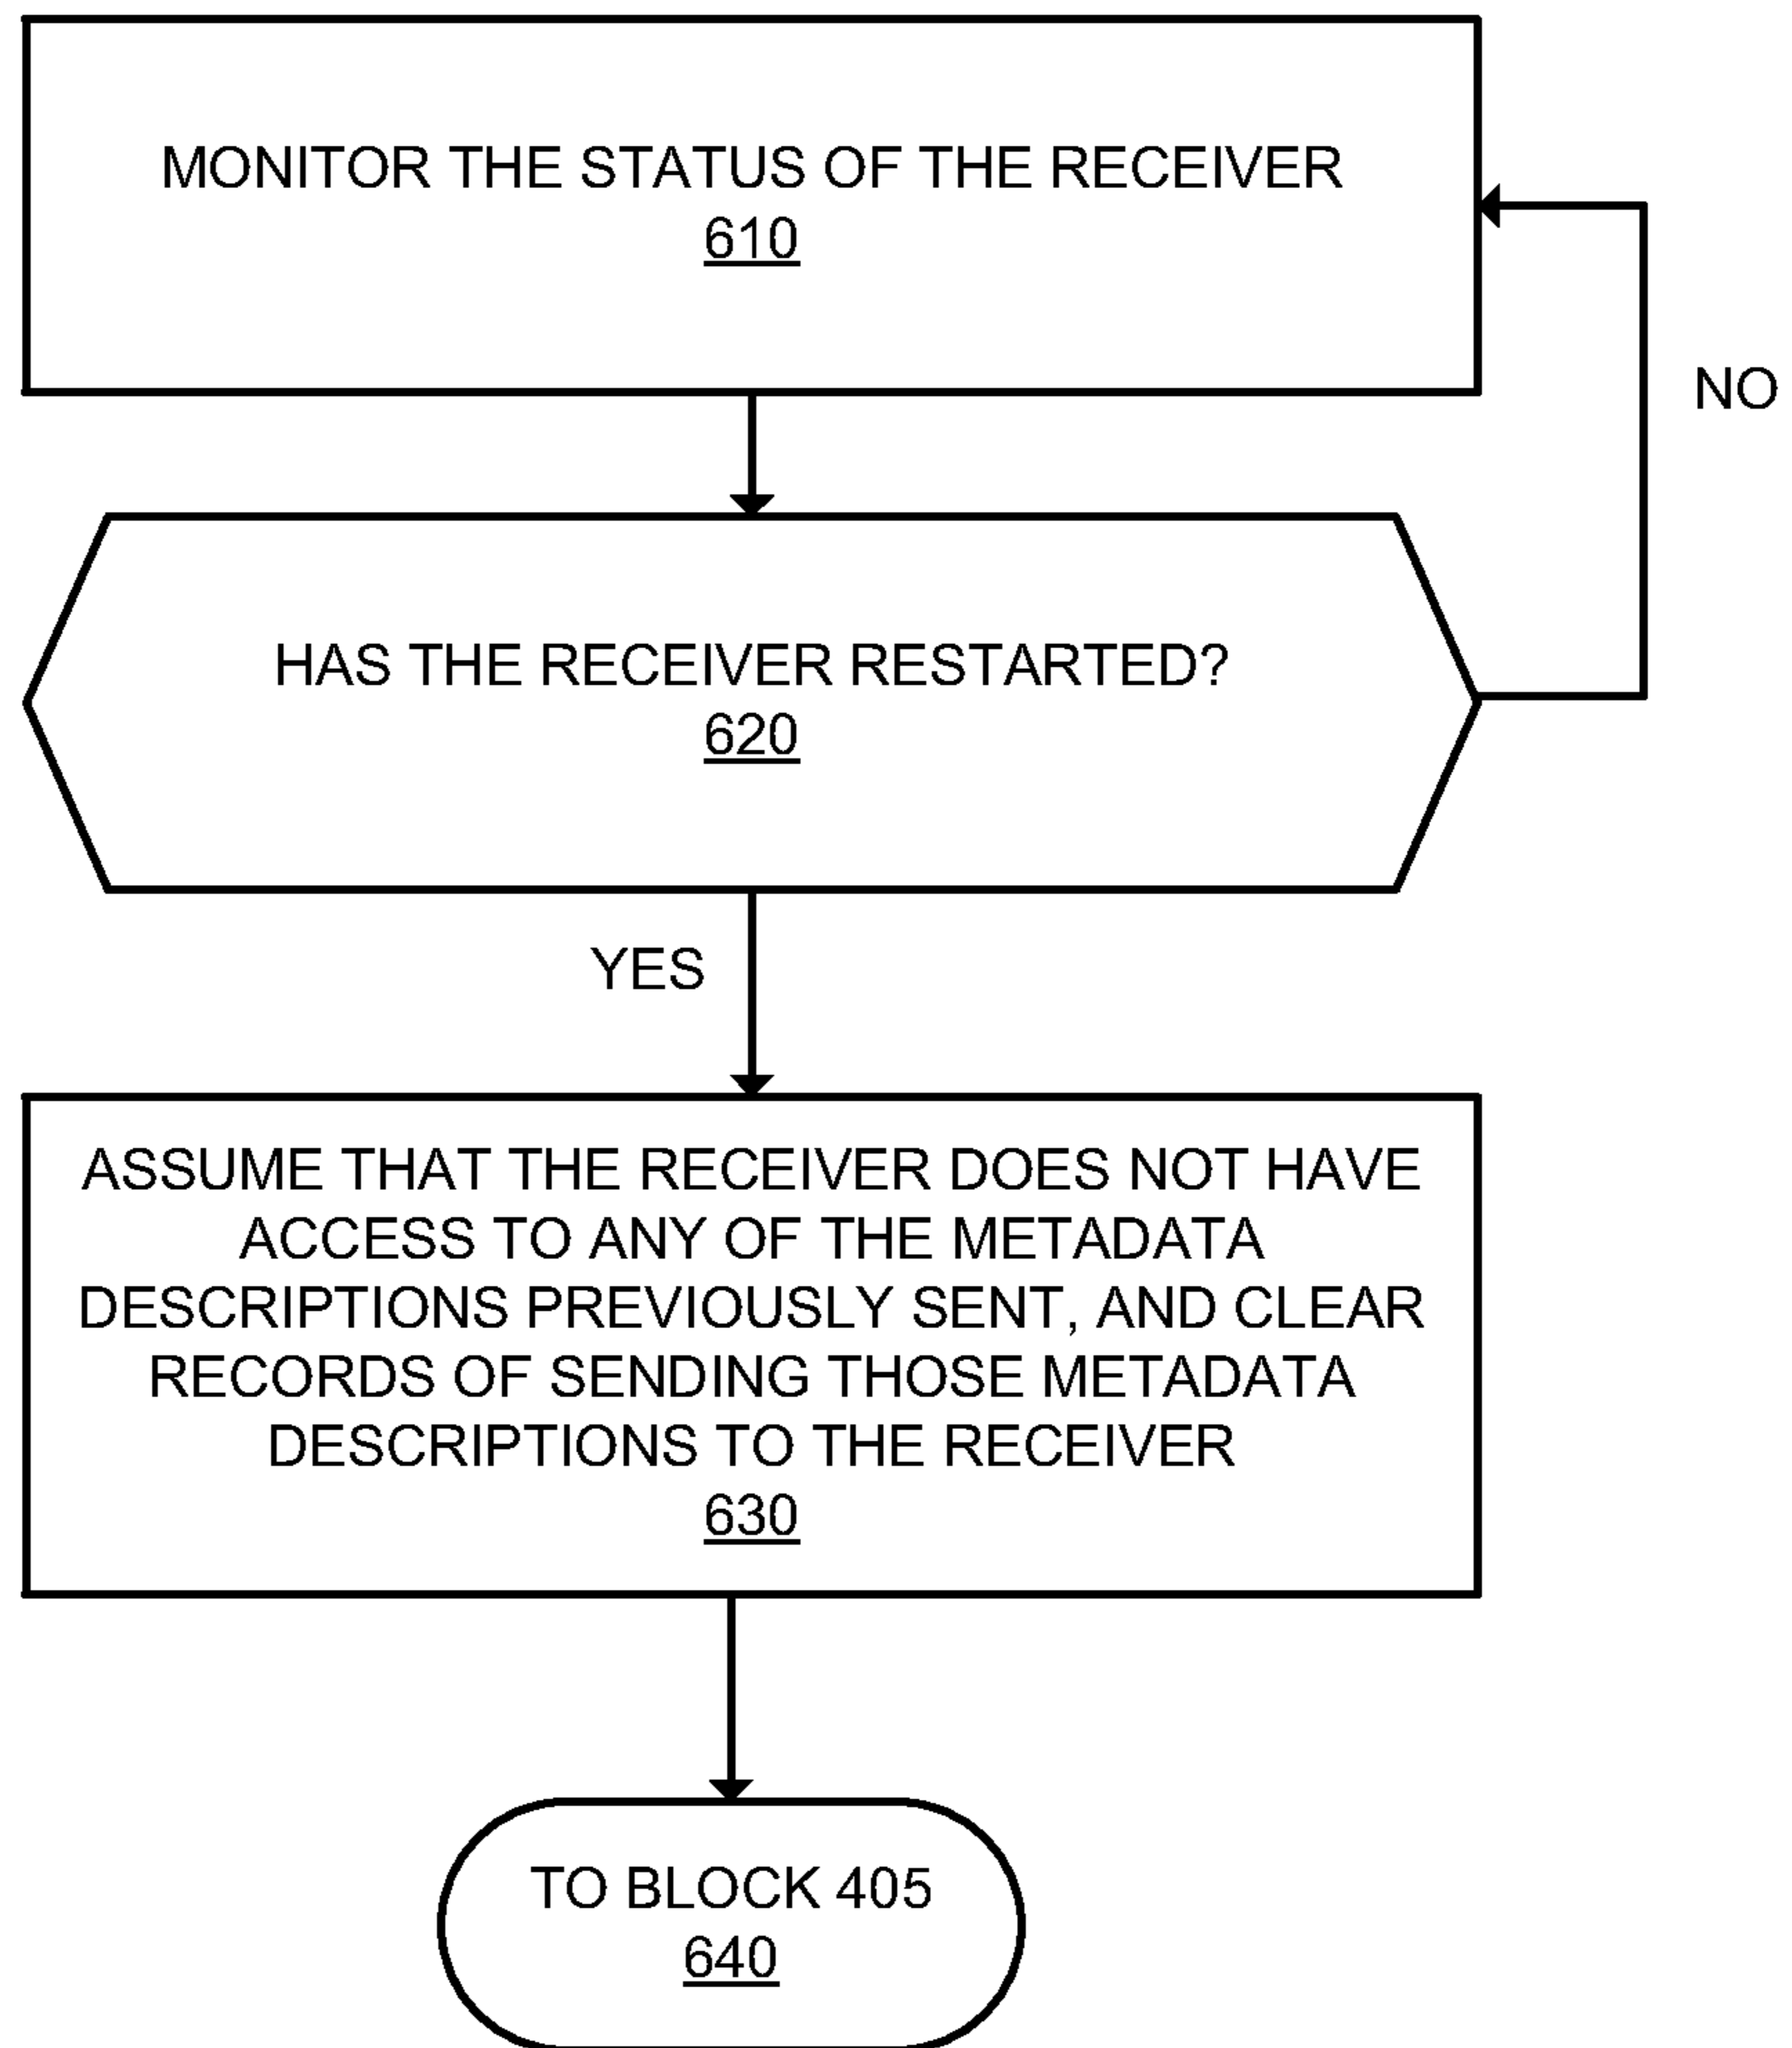 MONITOR THE STATUS OF THE RECEIVER
610
NO
HAS THE RECEIVER RESTARTED?
620
YES
ASSUME THAT THE RECEIVER DOES NOT HAVE
ACCESS TO ANY OF THE METADATA
DESCRIPTIONS PREVIOUSLY SENT, AND CLEAR
RECORDS OF SENDING THOSE METADATA
DESCRIPTIONS TO THE RECEIVER
630
TO BLOCK 405
640